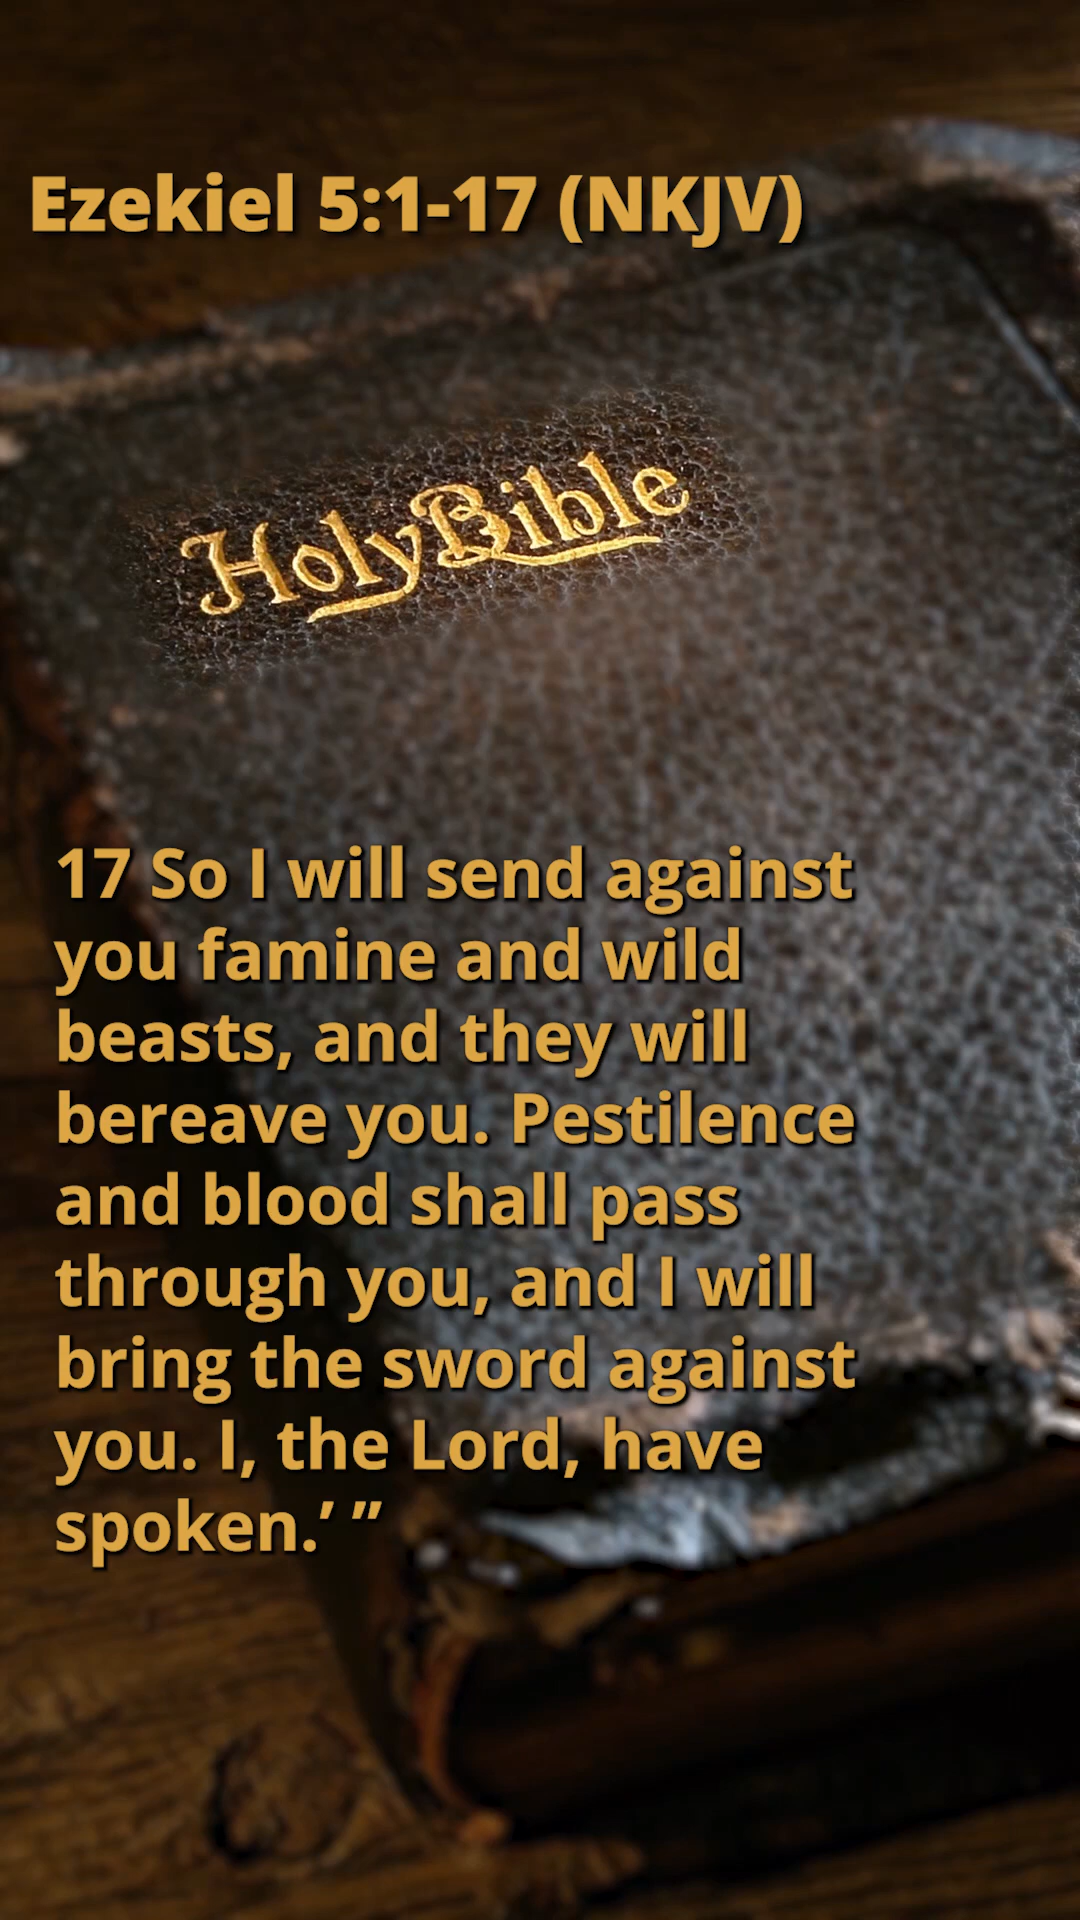 Ezekiel 5:1-17 (NKJV)
Holy Bible
17 So I will send against
you famine and wild
beasts, and they will
bereave you. Pestilence
and blood shall pass
through you, and I will
bring the sword against
you. I, the Lord, have
spoken.’ ”